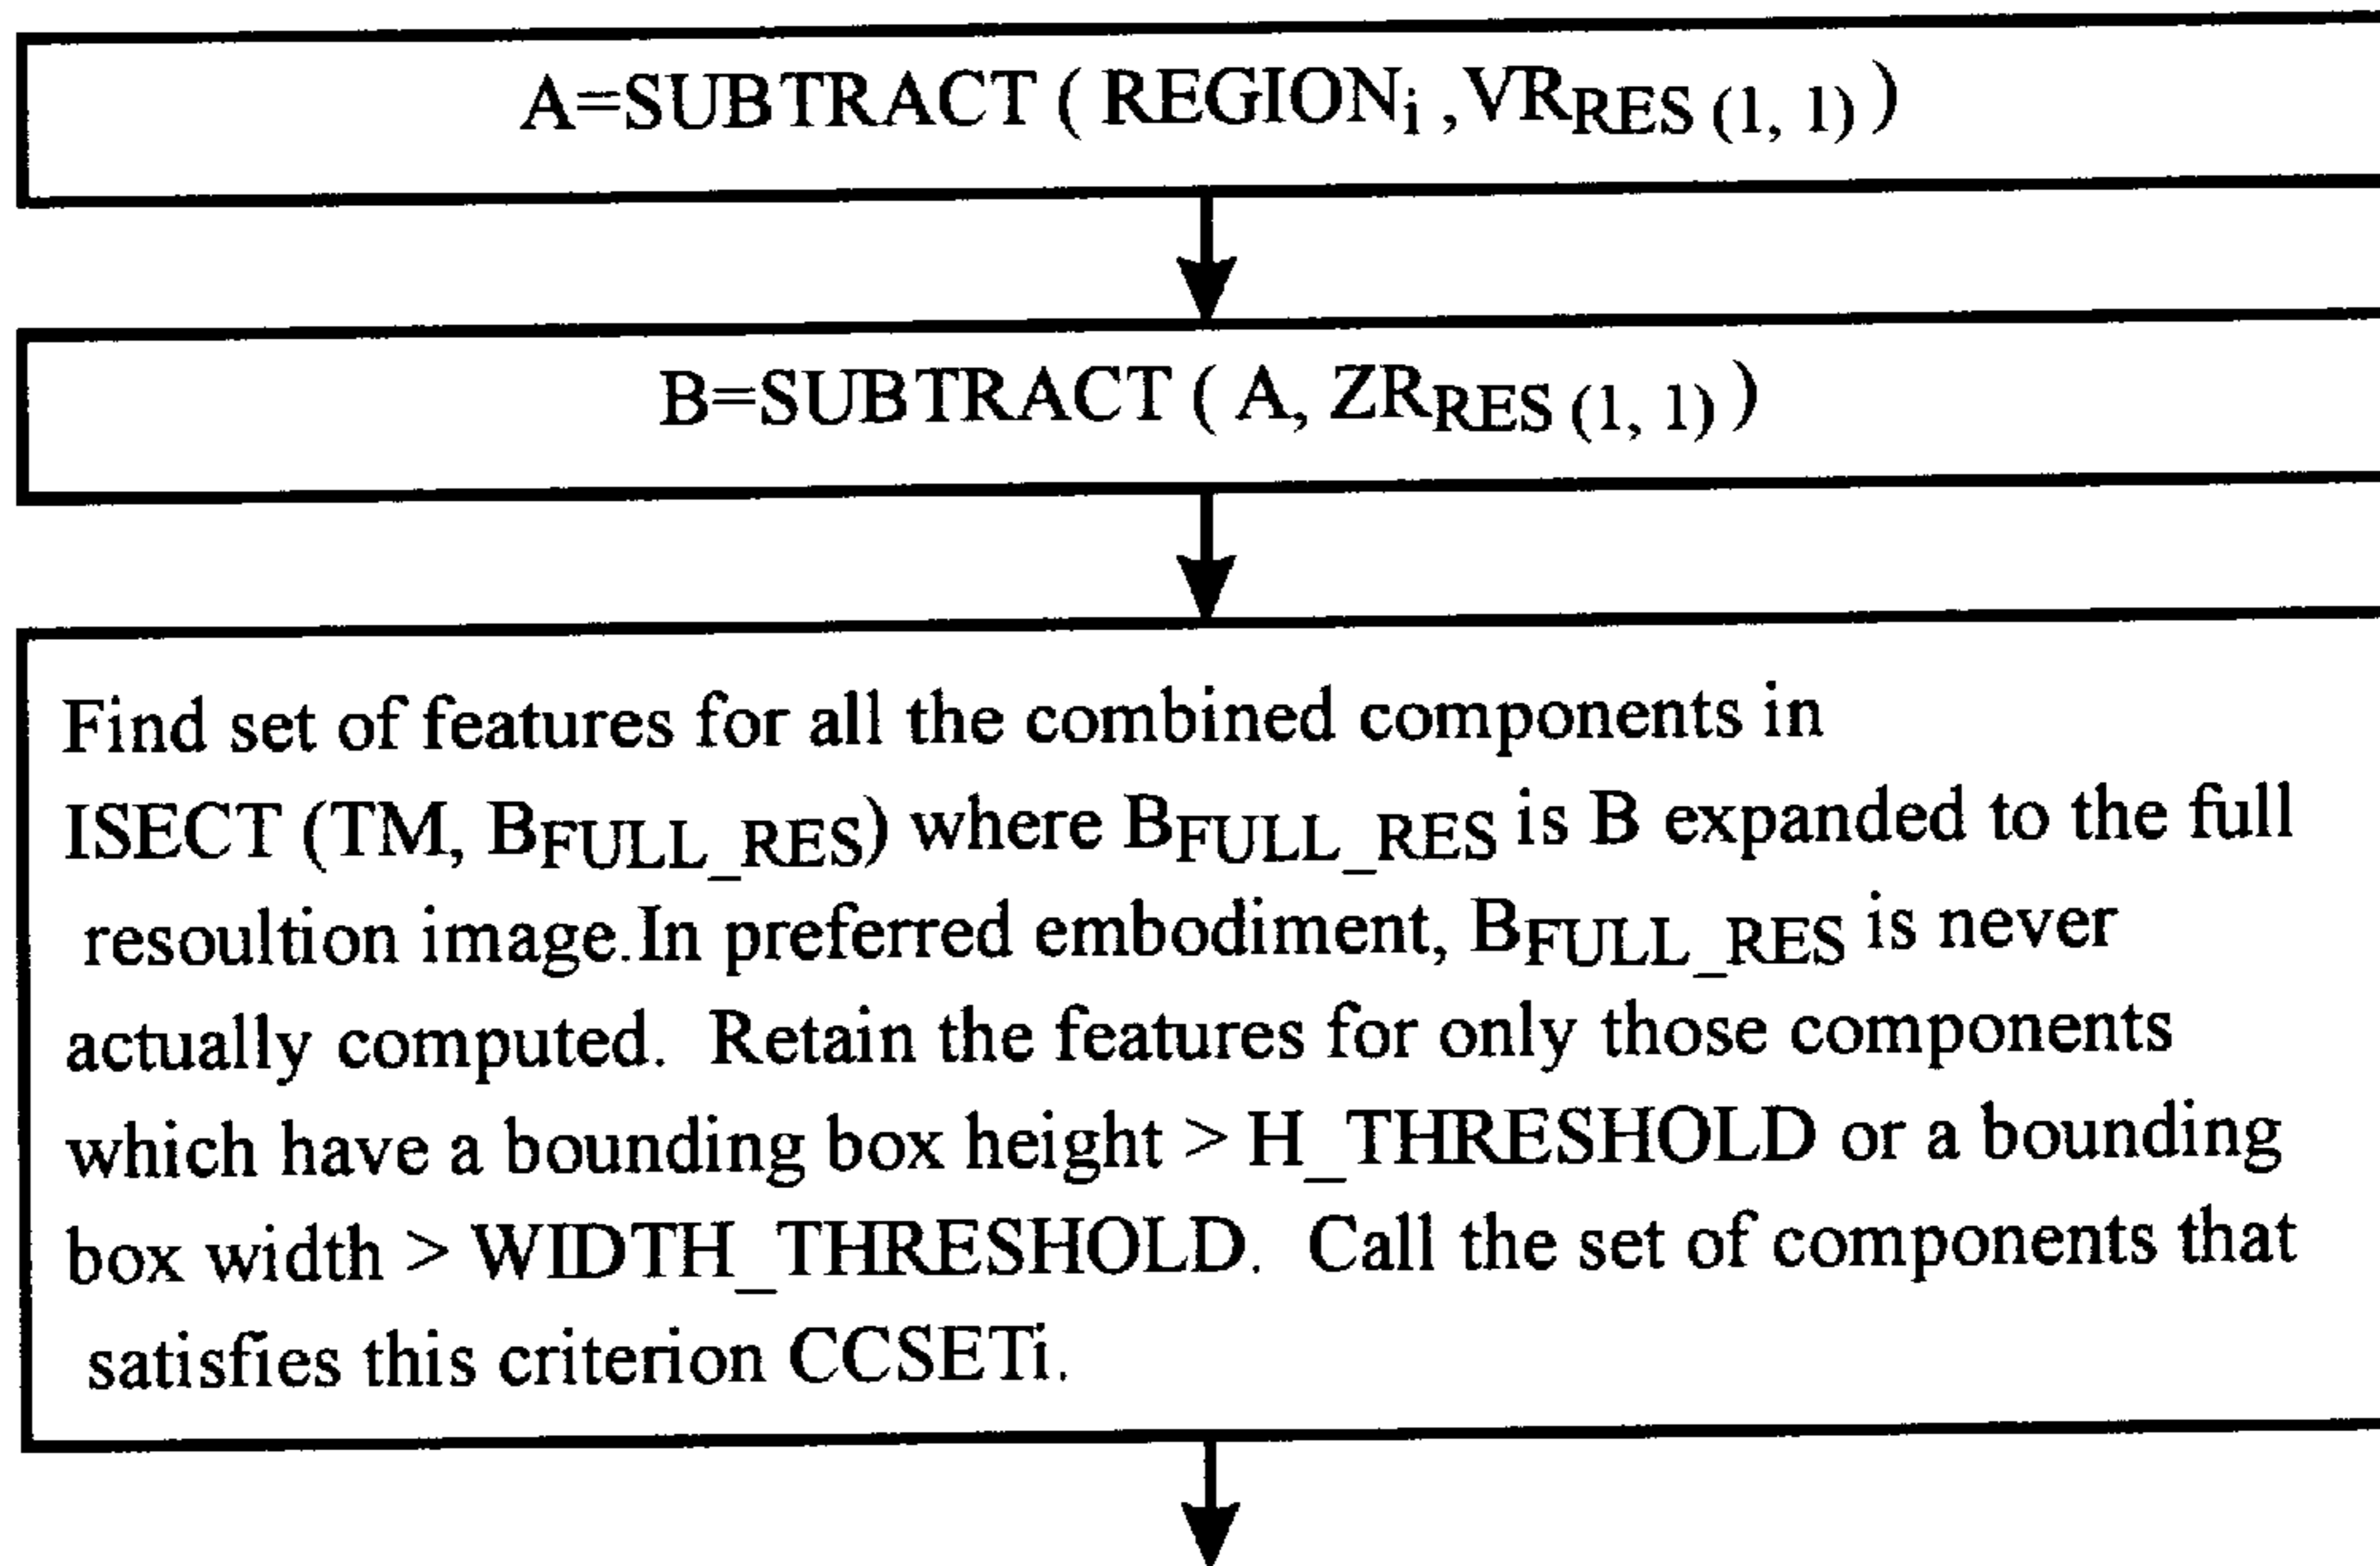 A=SUBTRACT ( REGIONi ,VRRES (1, 1) )
B=SUBTRACT ( A, ZRRES (1, 1) )
Find set of features for all the combined components in
ISECT (TM, BFULL_RES) where BFULL_RES is B expanded to the full
resoultion image.In preferred embodiment, BFULL_RES is never
actually computed. Retain the features for only those components
which have a bounding box height > H_THRESHOLD or a bounding
box width > WIDTH_THRESHOLD. Call the set of components that
satisfies this criterion CCSETi.